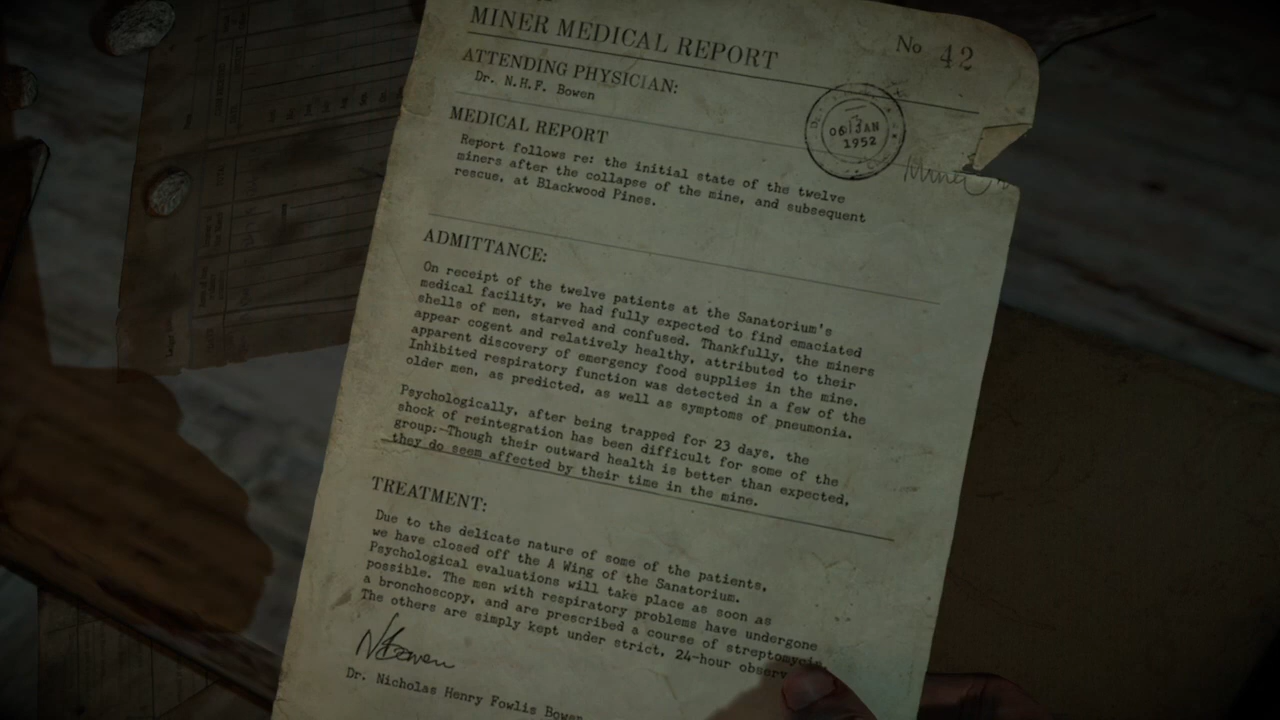 MINER MEDICAL REPORT
No 42
ATTENDING PHYSICIAN:
Dr. N.H.F. Bowen
06 JAN
1952
MEDICAL REPORT
Miner
Report follows re: the initial state of the twelve
miners after the collapse of the mine, and subsequent
rescue, at Blackwood Pines.
ADMITTANCE:
On receipt of the twelve patients at the Sanatorium's
medical facility, we had fully expected to find emaciated
shells of men, starved and confused. Thankfully, the miners
appear cogent and relatively healthy, attributed to their
apparent discovery of emergency food supplies in the mine.
Inhibited respiratory function was detected in a few of the
older men, as predicted, as well as symptoms of pneumonia.
Psychologically, after being trapped for 23 days, the
shock of reintegration has been difficult for some of the
group. Though their outward health is better than expected,
they do seem affected by their time in the mine.
TREATMENT:
Due to the delicate nature of some of the patients,
we have closed off the A Wing of the Sanatorium.
Psychological evaluations will take place as soon as
possible. The men with respiratory problems have undergone
a bronchoscopy, and are prescribed a course of streptomycin.
The others are simply kept under strict, 24-hour observ
NBowen
Dr. Nicholas Henry Fowlis Bowen